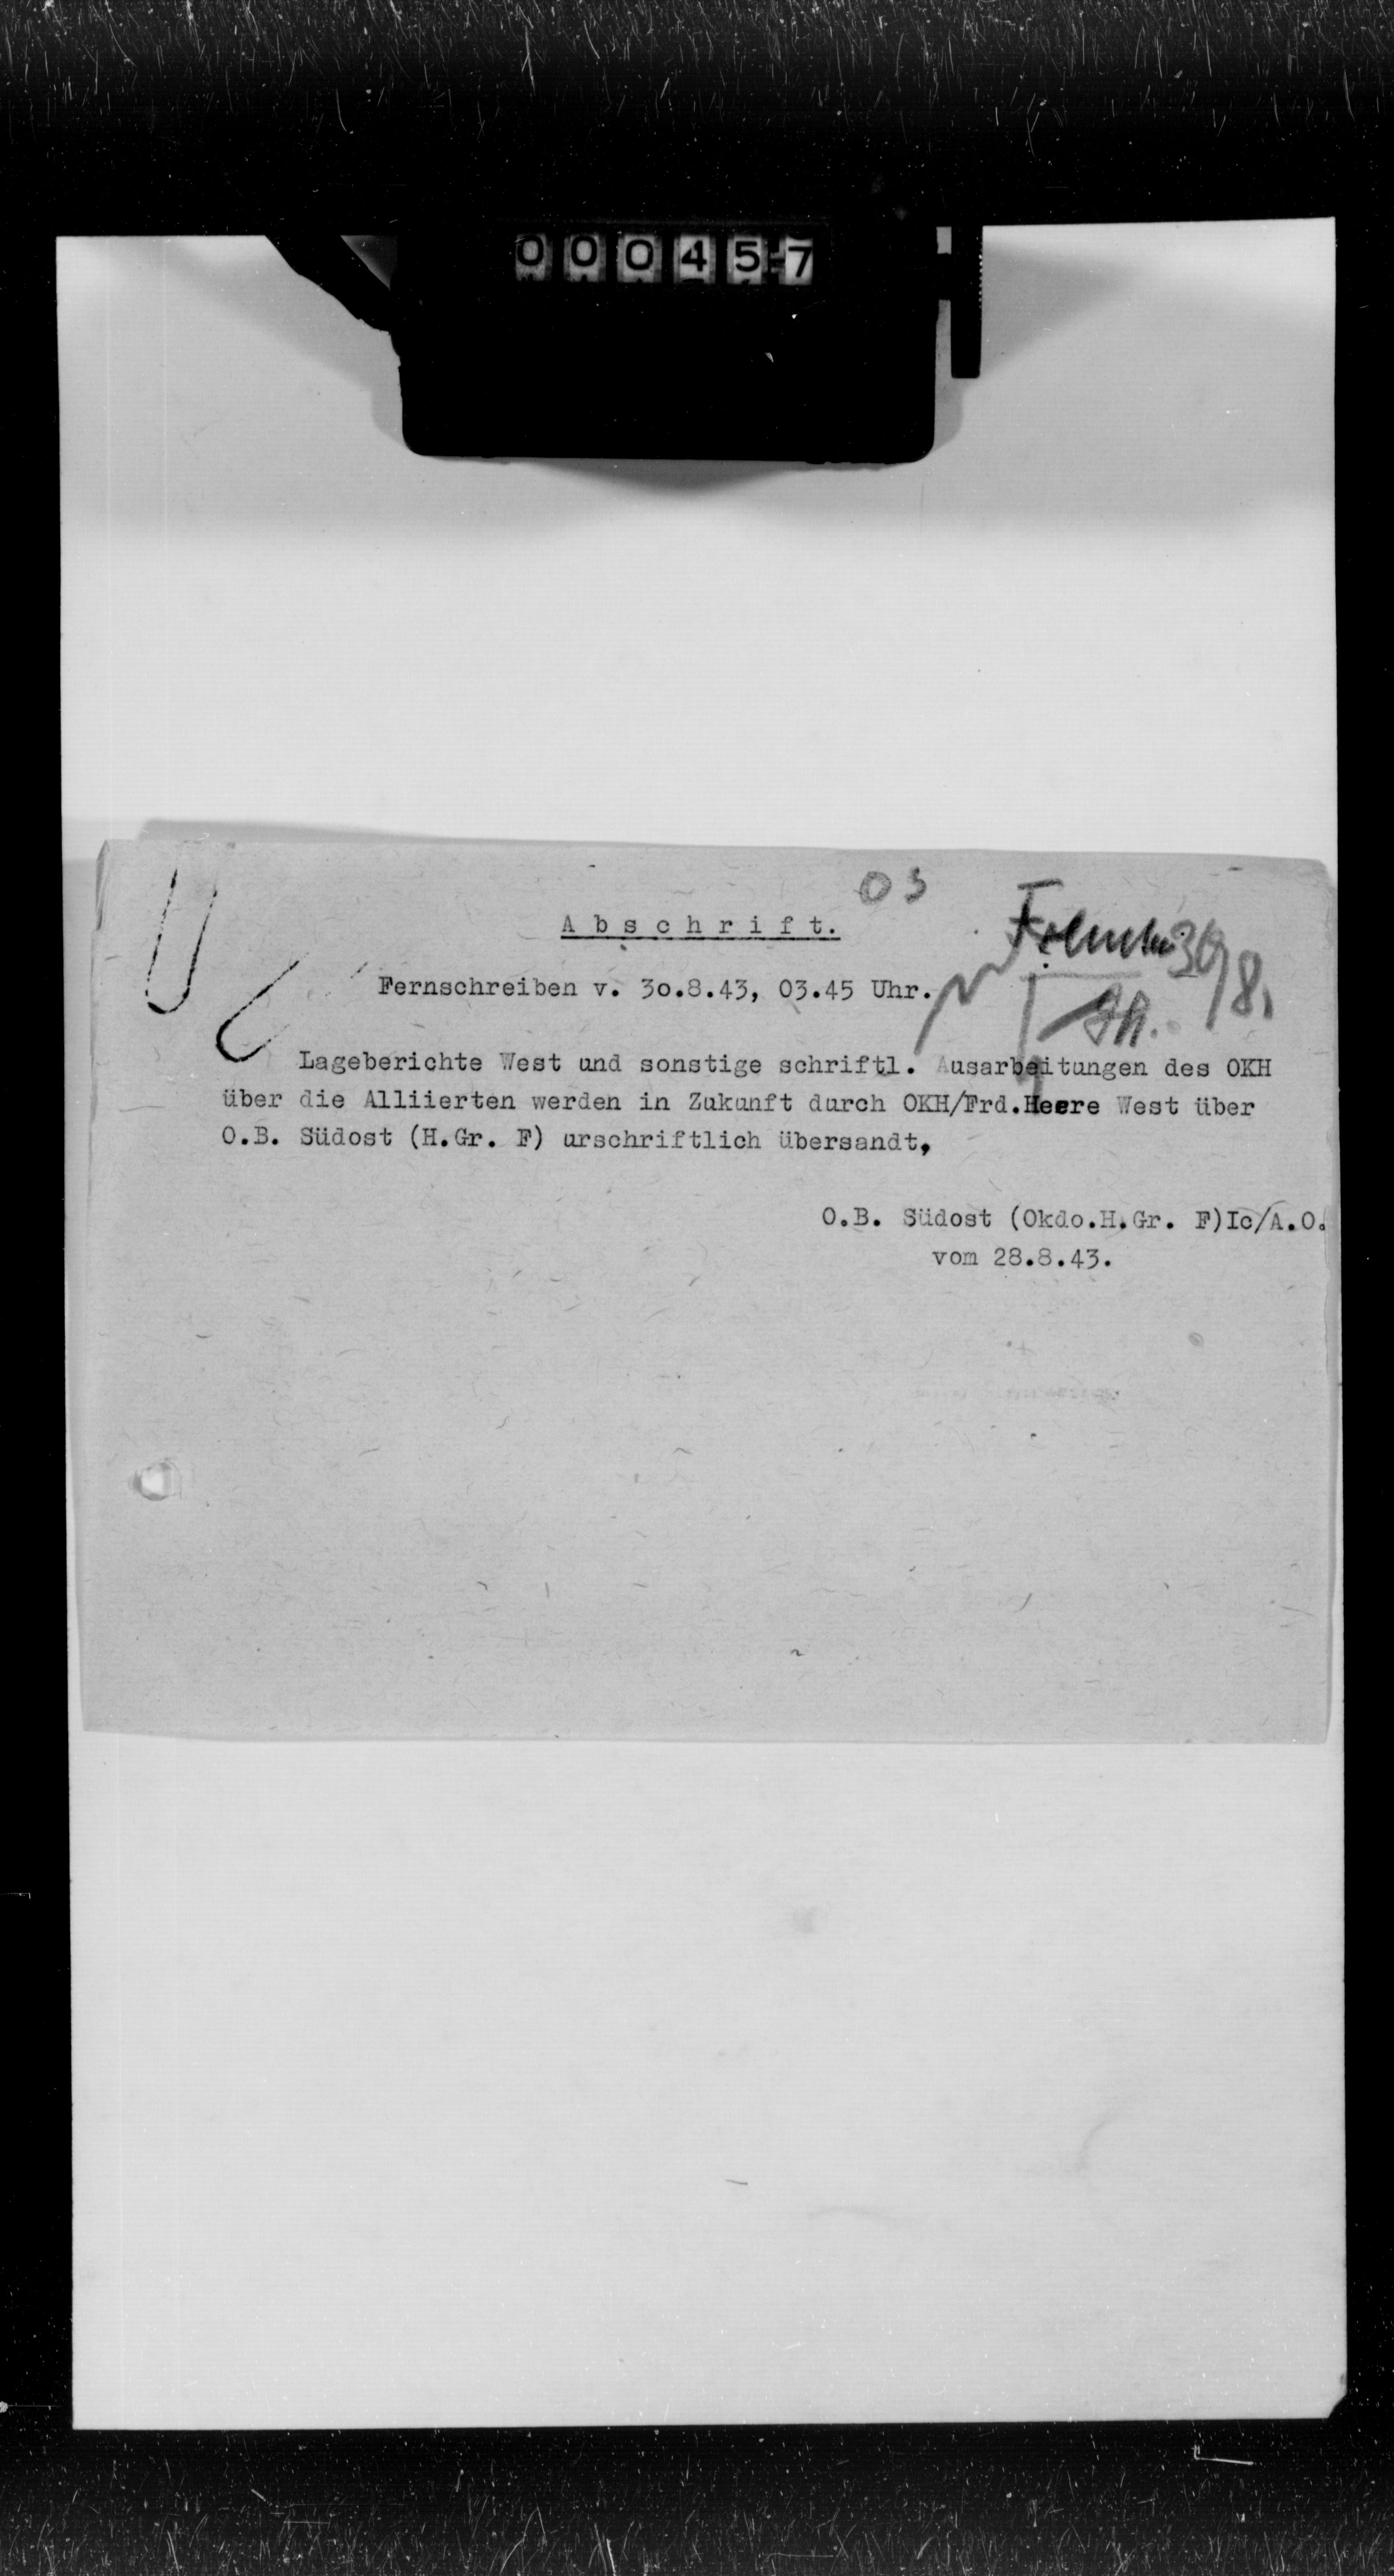 000457
03
Abschrift.
30/8.
Fernschreiben v. 30.8.43, 03.45 Uhr.
Lageberichte West und sonstige schriftl. Ausarbeitungen des OKH
über die Alliierten werden in Zukunft durch OKH/Frd.Heere West über
O.B. Südost (H.Gr. F) urschriftlich übersandt,
O.B. Südost (Okdo.H.Gr. F)Ic/A.O.
vom 28.8.43.